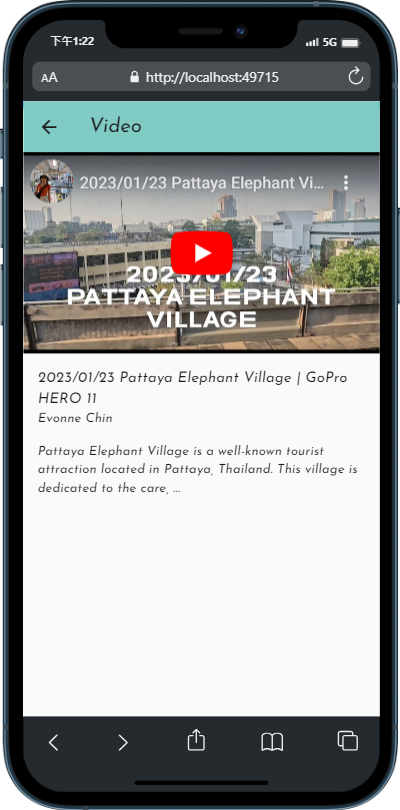 下午1:22
5G
AA
http://localhost:49715
Video
2023/01/23 Pattaya Elephant Vi...
2023/01/23
PATTAYA ELEPHANT
VILLAGE
2023/01/23 Pattaya Elephant Village | GoPro
HERO 11
Evonne Chin
Pattaya Elephant Village is a well-known tourist
attraction located in Pattaya, Thailand. This village is
dedicated to the care, ...